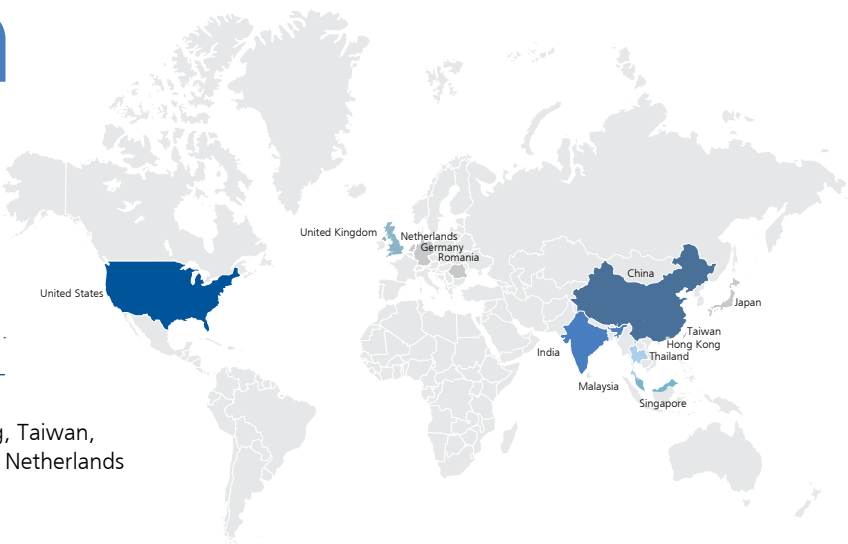 United Kingdom
Netherlands
Germany
Romania
China
United States
Japan
Taiwan
Hong Kong
India
Thailand
Malaysia
Singapore
, Taiwan,
Netherlands